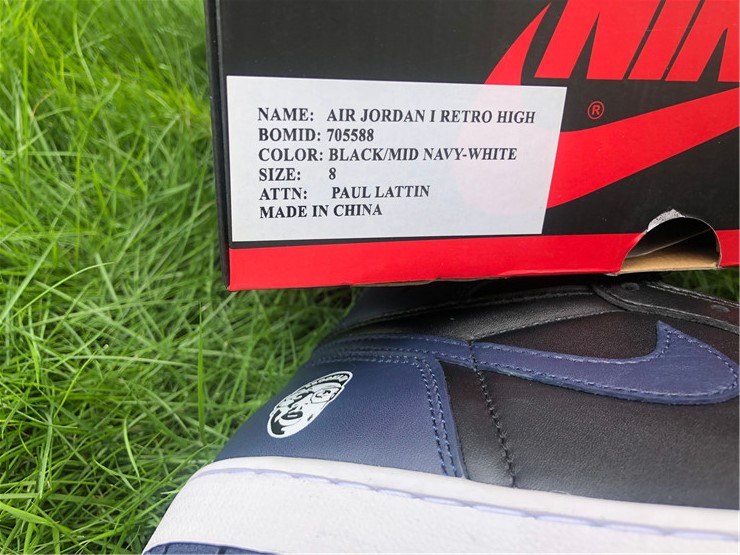 NIK
®
NAME: AIR JORDAN I RETRO HIGH
BOMID: 705588
COLOR: BLACK/MID NAVY-WHITE
SIZE: 8
ATTN: PAUL LATTIN
MADE IN CHINA